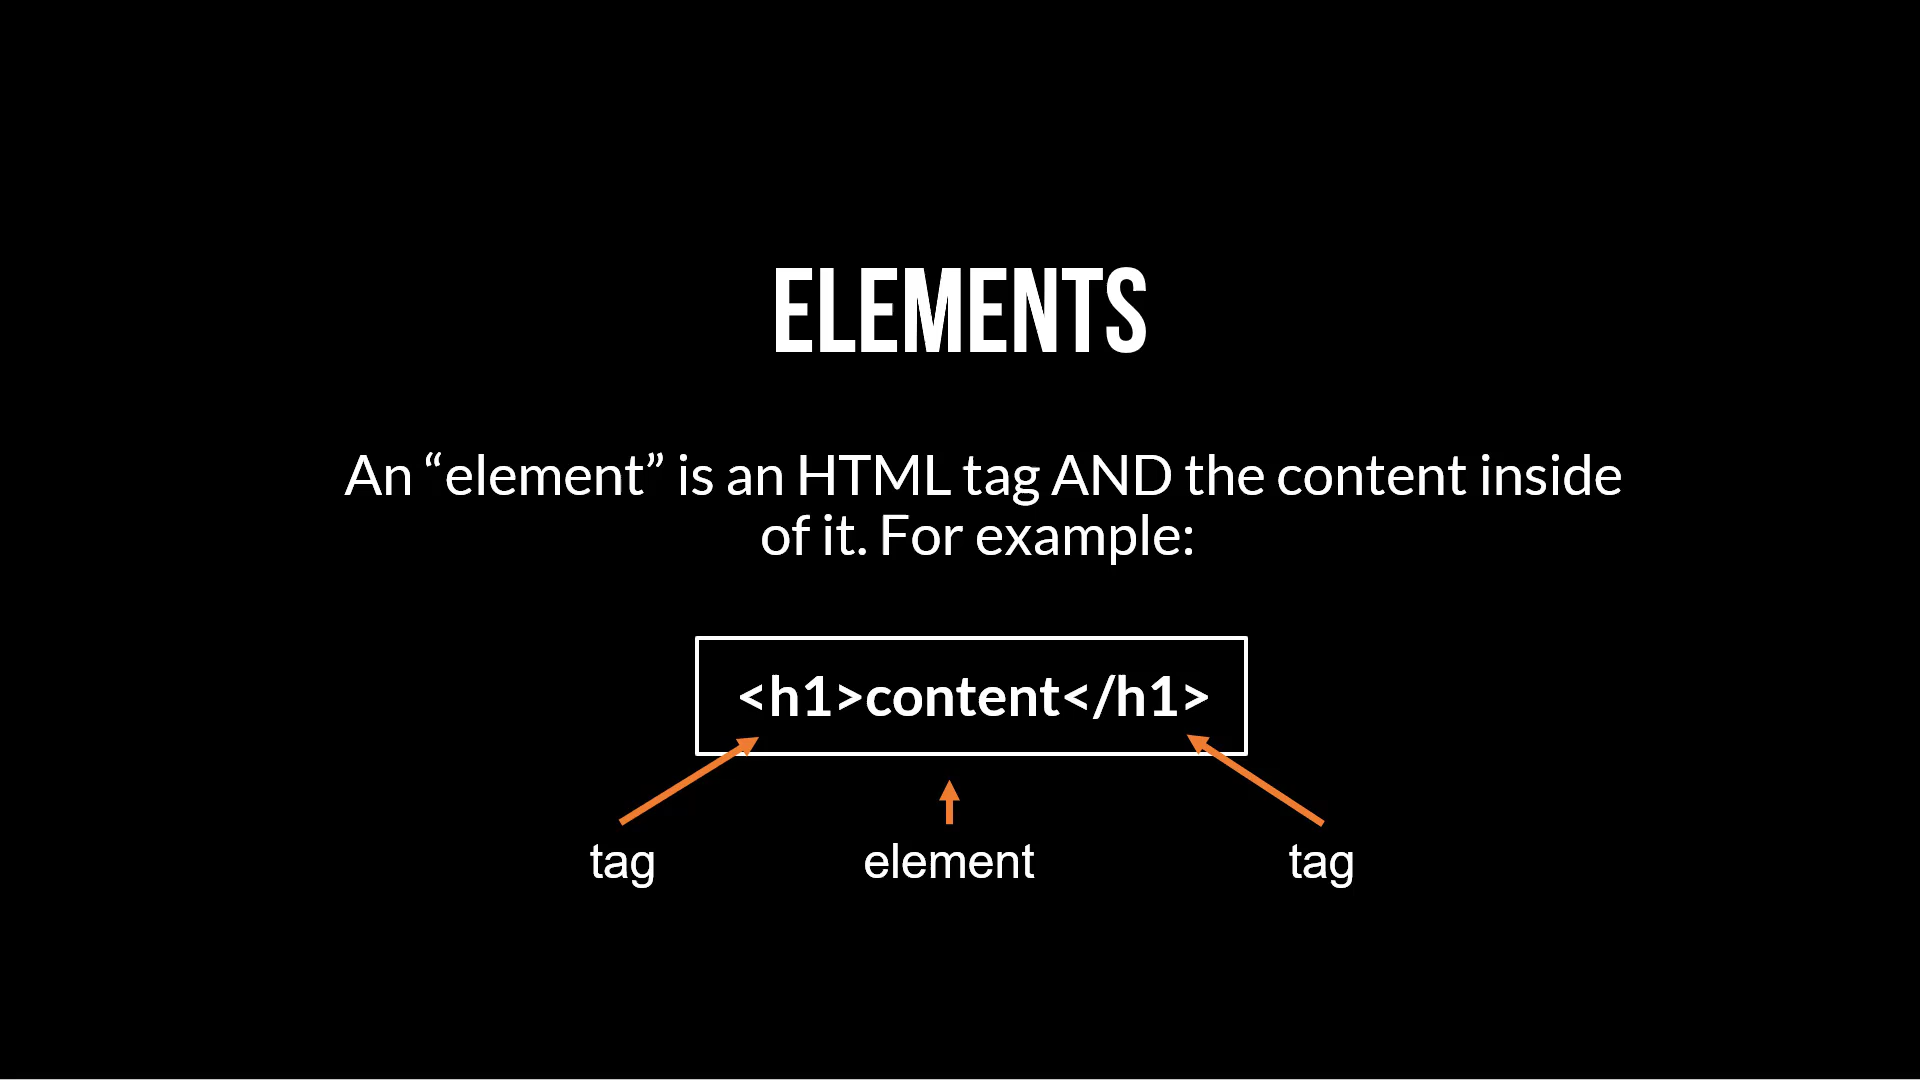 ELEMENTS
An “element” is an HTML tag AND the content inside
of it. For example:
<h1>content</h1>
tag element tag